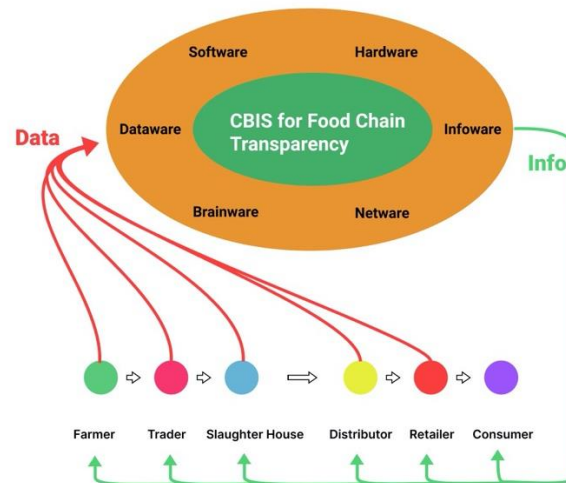 Software
Hardware
Data
Dataware
CBIS for Food Chain
Transparency
Infoware
Info
Brainware
Netware
Farmer
Trader
Slaughter House
Distributor
Retailer
Consumer